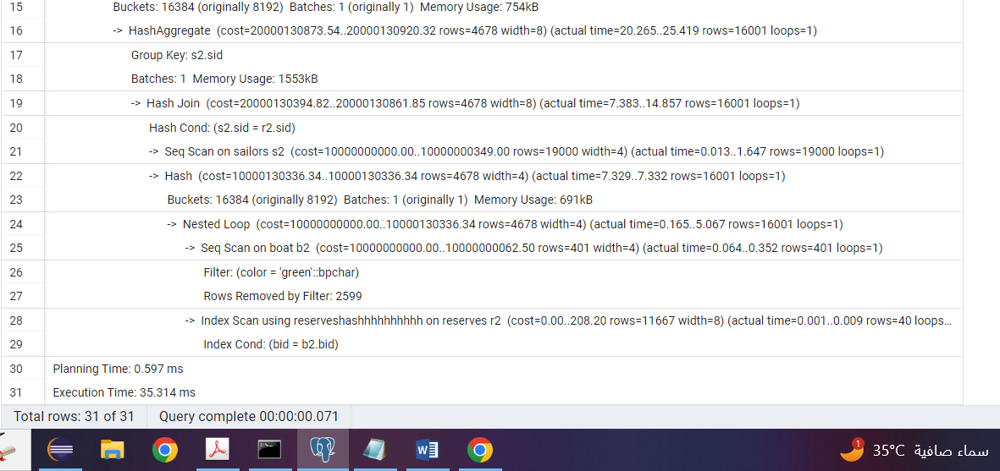 15 Buckets: 16384 (originally 8192) Batches: 1 (originally 1) Memory Usage: 754kB
16 -> HashAggregate (cost=20000130873.54..20000130920.32 rows=4678 width=8) (actual time=20.265..25.419 rows=16001 loops=1)
17 Group Key: s2.sid
18 Batches: 1 Memory Usage: 1553kB
19 -> Hash Join (cost=20000130394.82..20000130861.85 rows=4678 width=8) (actual time=7.383..14.857 rows=16001 loops=1)
20 Hash Cond: (s2.sid = r2.sid)
21 -> Seq Scan on sailors s2 (cost=10000000000.00..10000000349.00 rows=19000 width=4) (actual time=0.013..1.647 rows=19000 loops=1)
22 -> Hash (cost=10000130336.34..10000130336.34 rows=4678 width=4) (actual time=7.329..7.332 rows=16001 loops=1)
23 Buckets: 16384 (originally 8192) Batches: 1 (originally 1) Memory Usage: 691kB
24 -> Nested Loop (cost=10000000000.00..10000130336.34 rows=4678 width=4) (actual time=0.165..5.067 rows=16001 loops=1)
25 -> Seq Scan on boat b2 (cost=10000000000.00..10000000062.50 rows=401 width=4) (actual time=0.064..0.352 rows=401 loops=1)
26 Filter: (color = 'green'::bpchar)
27 Rows Removed by Filter: 2599
28 -> Index Scan using reserveshashhhhhhhhhh on reserves r2 (cost=0.00..208.20 rows=11667 width=8) (actual time=0.001..0.009 rows=40 loops...
29 Index Cond: (bid = b2.bid)
30 Planning Time: 0.597 ms
31 Execution Time: 35.314 ms
Total rows: 31 of 31 Query complete 00:00:00.071
1 35°C سماء صافية